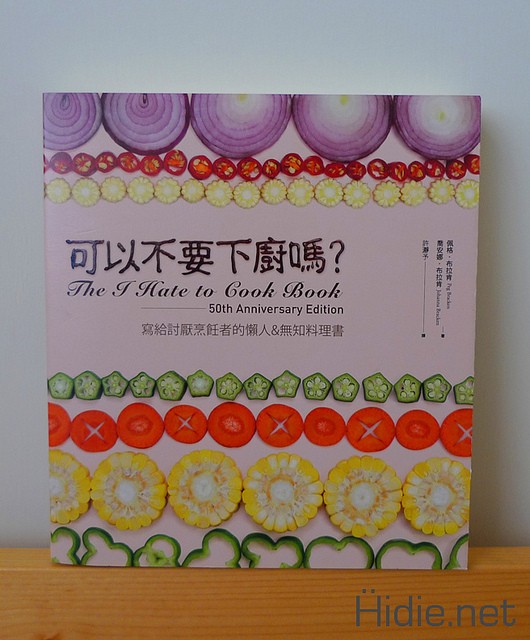 可以不要下廚嗎?
The I Hate to Cook Book
50th Anniversary Edition
寫給討厭烹飪者的懶人&無知料理書
佩格·布拉肯 Peg Bracken
喬安娜·布拉肯 Johanna Bracken
許瀞予
Hidie.net